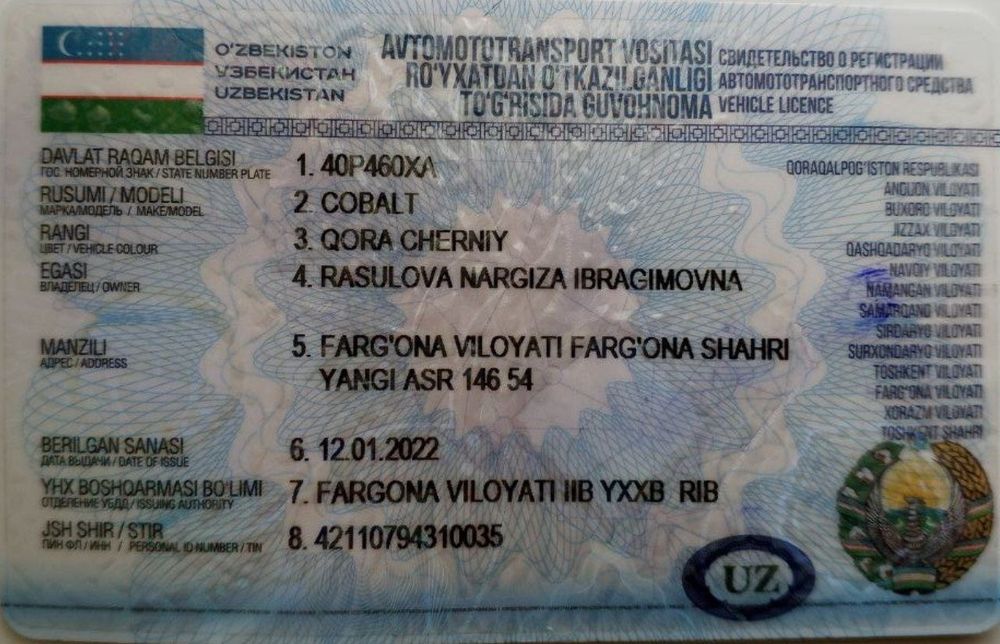 O'ZBEKISTON
УЗБЕКИСТАН
UZBEKISTAN
AVTOMOTOTRANSPORT VOSITASI
RO'YXATDAN O'TKAZILGANLIGI
TO'G'RISIDA GUVOHNOMA
СВИДЕТЕЛЬСТВО О РЕГИСТРАЦИИ
АВТОМОТОТРАНСПОРТНОГО СРЕДСТВА
VEHICLE LICENCE
DAVLAT RAQAM BELGISI
ГОС. НОМЕРНОЙ ЗНАК / STATE NUMBER PLATE
1. 40P460XA
RUSUMI / MODELI
МАРКА/МОДЕЛЬ / MAKE/MODEL
2. COBALT
RANGI
ЦВЕТ / VEHICLE COLOUR
3. QORA CHERNIY
EGASI
ВЛАДЕЛЕЦ / OWNER
4. RASULOVA NARGIZA IBRAGIMOVNA
MANZILI
АДРЕС / ADDRESS
5. FARG'ONA VILOYATI FARG'ONA SHAHRI
YANGI ASR 146 54
BERILGAN SANASI
ДАТА ВЫДАЧИ / DATE OF ISSUE
6. 12.01.2022
YHX BOSHQARMASI BO'LIMI
ОТДЕЛЕНИЕ УБДД / ISSUING AUTHORITY
7. FARGONA VILOYATI IIB YXXB RIB
JSH SHIR / STIR
ПИН ФЛ / ИНН / PERSONAL ID NUMBER / TIN
8. 42110794310035
QORAQALPOG'ISTON RESPUBLIKASI
ANDIJON VILOYATI
BUXORO VILOYATI
JIZZAX VILOYATI
QASHQADARYO VILOYATI
NAVOIY VILOYATI
NAMANGAN VILOYATI
SAMARQAND VILOYATI
SIRDARYO VILOYATI
SURXONDARYO VILOYATI
TOSHKENT VILOYATI
FARG'ONA VILOYATI
XORAZM VILOYATI
TOSHKENT SHAHRI
UZ